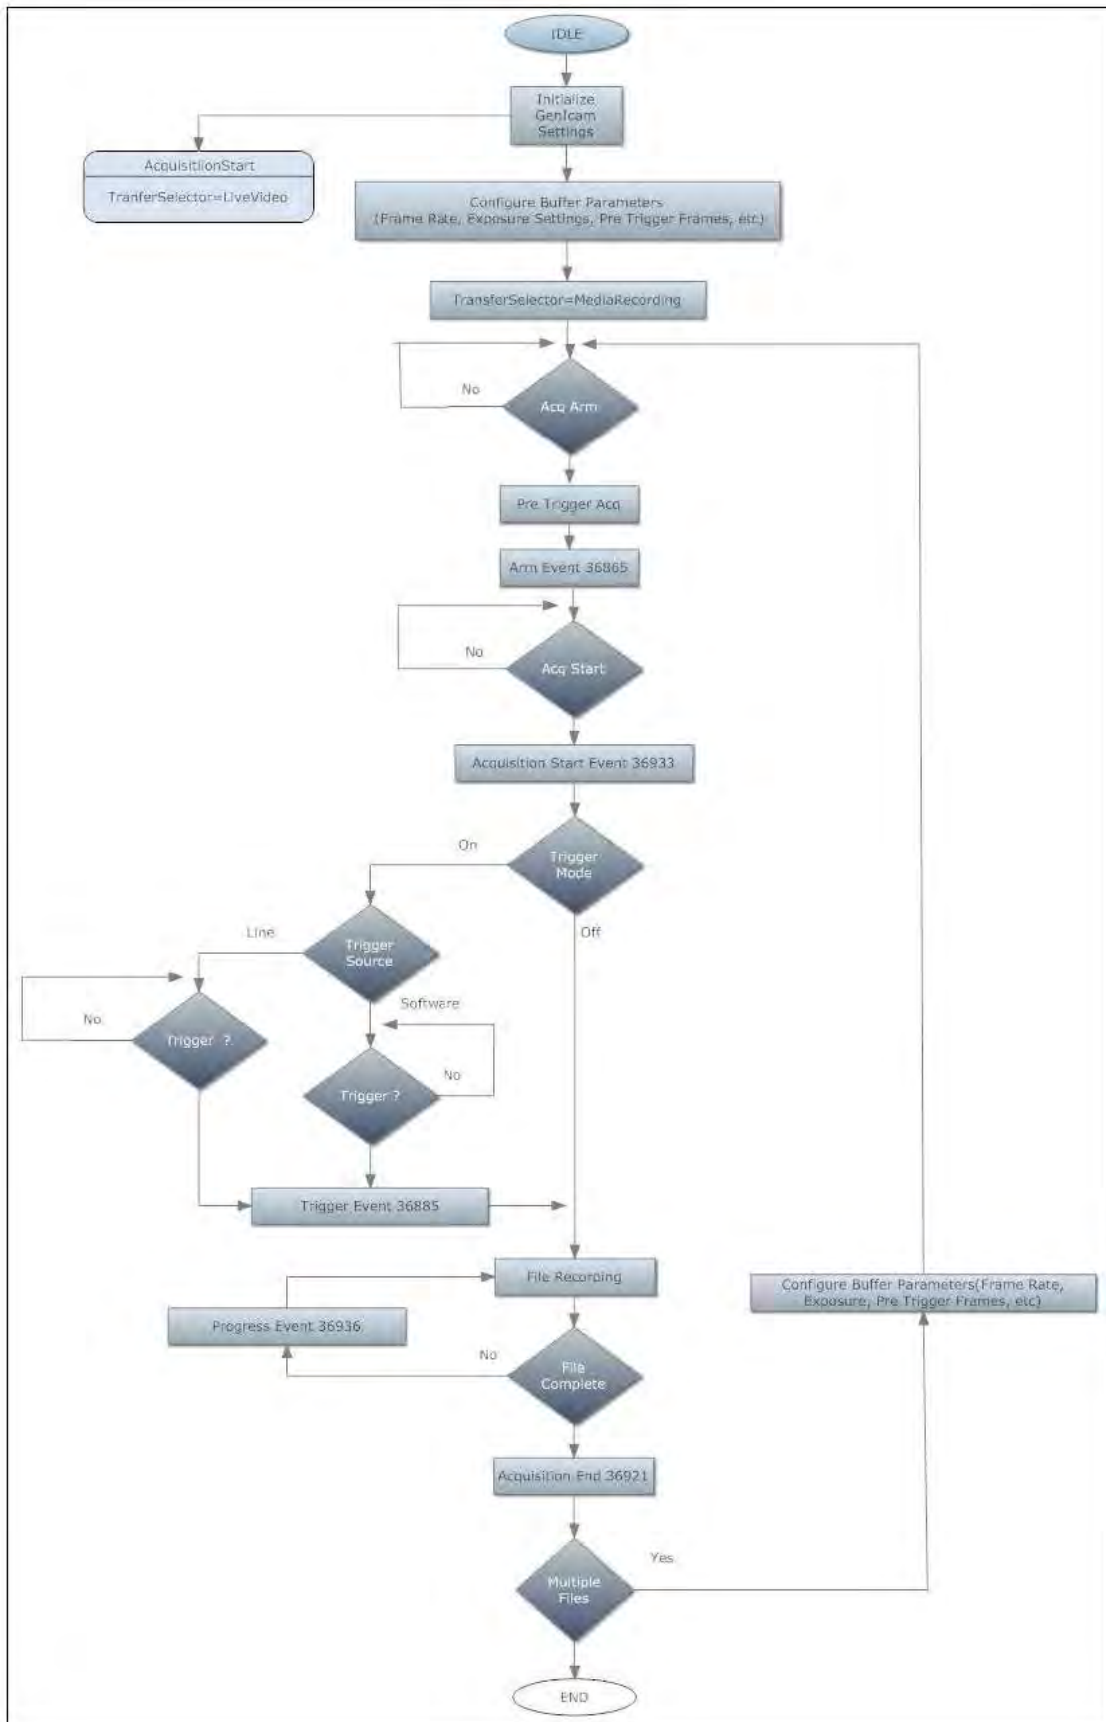 IDLE
Initialize
GenIcam
Settings
AcquisitiionStart
TranferSelector=LiveVideo
Configure Buffer Parameters
(Frame Rate, Exposure Settings, Pre Trigger Frames, etc)
TransferSelector=MediaRecording
No
Acq Arm
Pre Trigger Acq
Arm Event 36865
No
Acq Start
Acquisition Start Event 36933
On
Trigger
Mode
Off
Line
Trigger
Source
Software
No
Trigger ?
No
Trigger ?
Trigger Event 36885
File Recording
Configure Buffer Parameters(Frame Rate,
Exposure, Pre Trigger Frames, etc)
Progress Event 36936
No
File
Complete
Acquisition End 36921
Yes
Multiple
Files
END